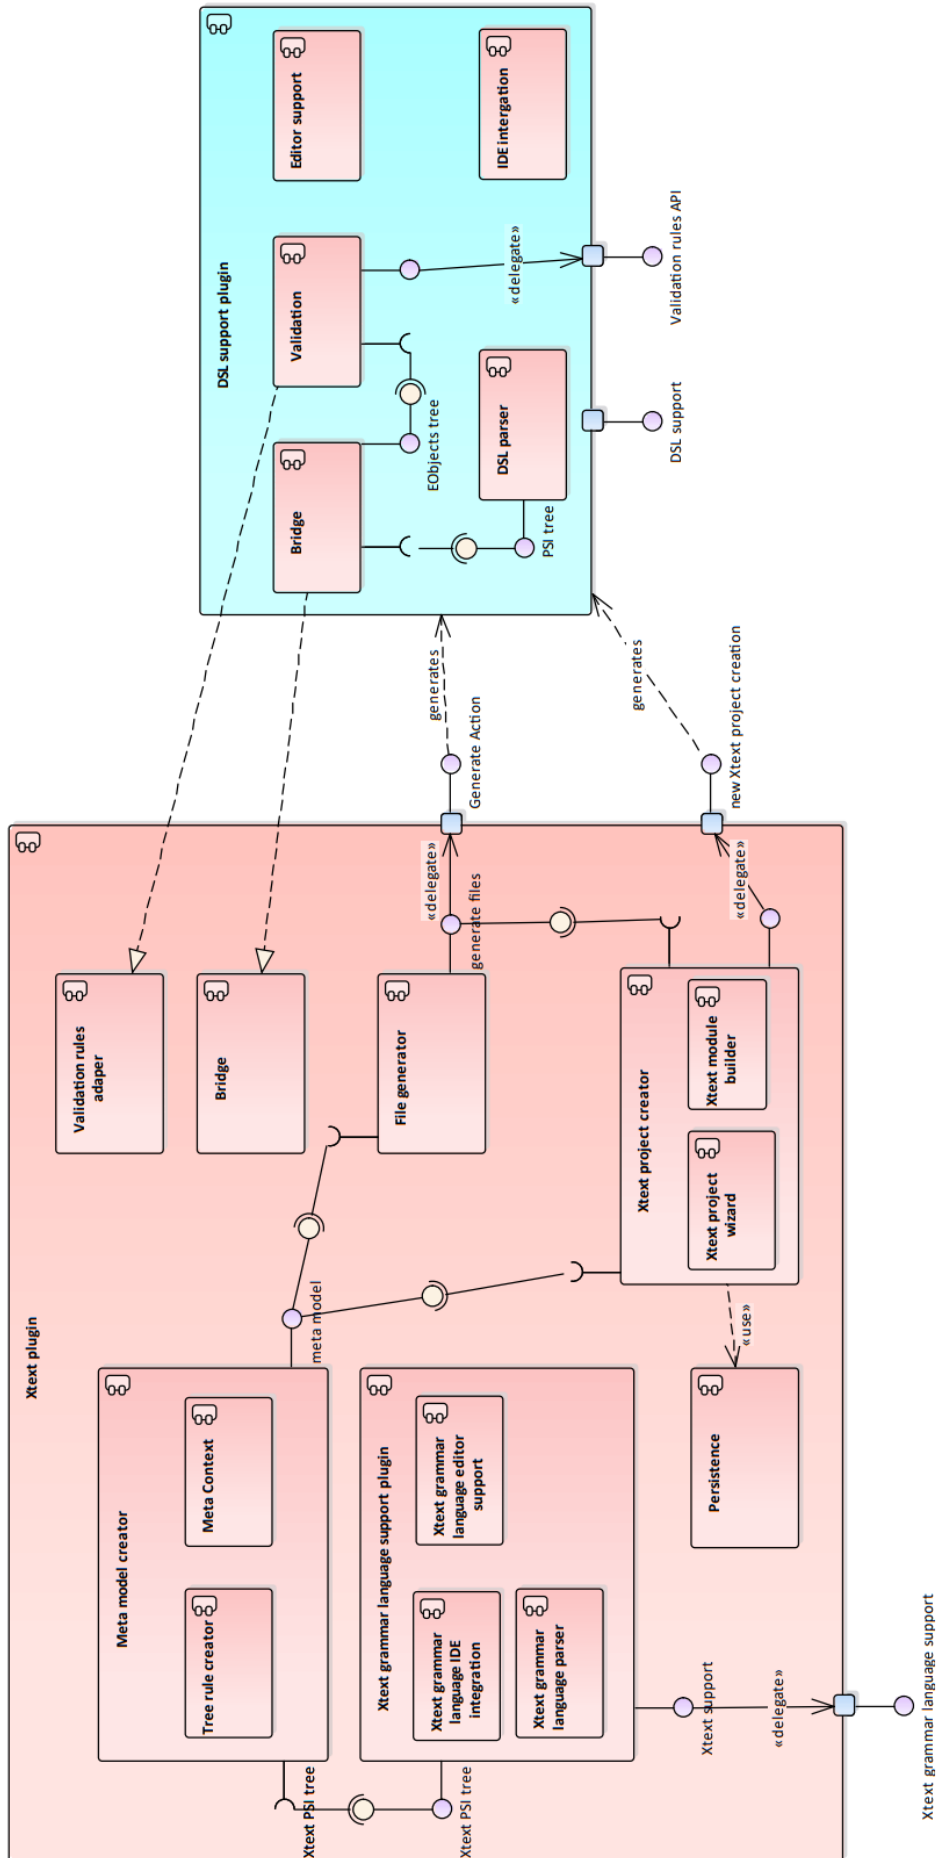 Xtext plugin
Meta model creator
Tree rule creator
Meta Context
Xtext PSI tree
Xtext PSI tree
Xtext grammar language support plugin
Xtext grammar
language IDE
integration
Xtext grammar
language editor
support
Xtext grammar
language parser
Xtext support
«delegate»
Xtext grammar language support
meta model
Validation rules
adaper
Bridge
File generator
generate files
«delegate»
Generate Action
generates
Xtext project creator
Xtext project
wizard
Xtext module
builder
«use»
Persistence
«delegate»
new Xtext project creation
generates
DSL support plugin
Bridge
Validation
Editor support
EObjects tree
PSI tree
DSL parser
IDE intergation
«delegate»
DSL support
Validation rules API